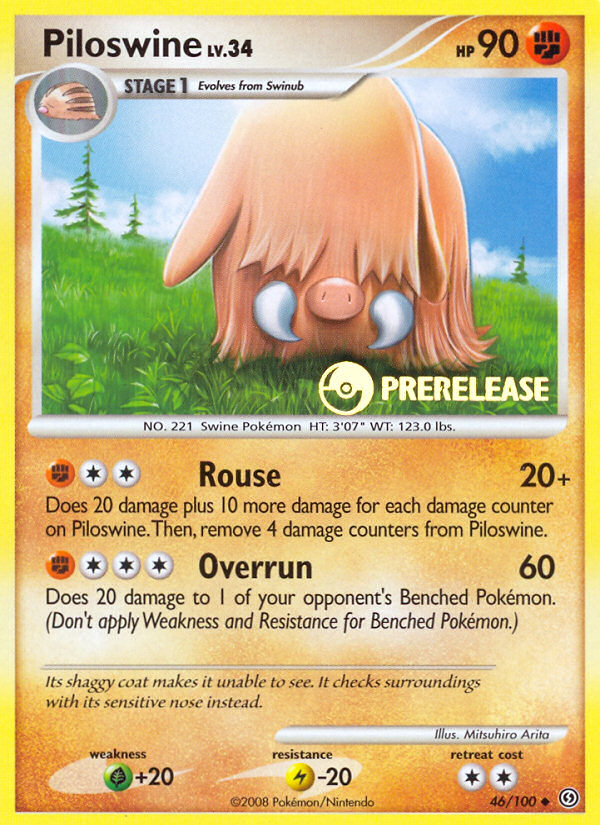 Piloswine LV.34 HP 90
STAGE 1 Evolves from Swinub
PRERELEASE
NO. 221 Swine Pokémon HT: 3'07" WT: 123.0 lbs.
Rouse 20+
Does 20 damage plus 10 more damage for each damage counter
on Piloswine. Then, remove 4 damage counters from Piloswine.
Overrun 60
Does 20 damage to 1 of your opponent's Benched Pokémon.
(Don't apply Weakness and Resistance for Benched Pokémon.)
Its shaggy coat makes it unable to see. It checks surroundings
with its sensitive nose instead.
Illus. Mitsuhiro Arita
weakness resistance retreat cost
+20 -20
©2008 Pokémon/Nintendo 46/100